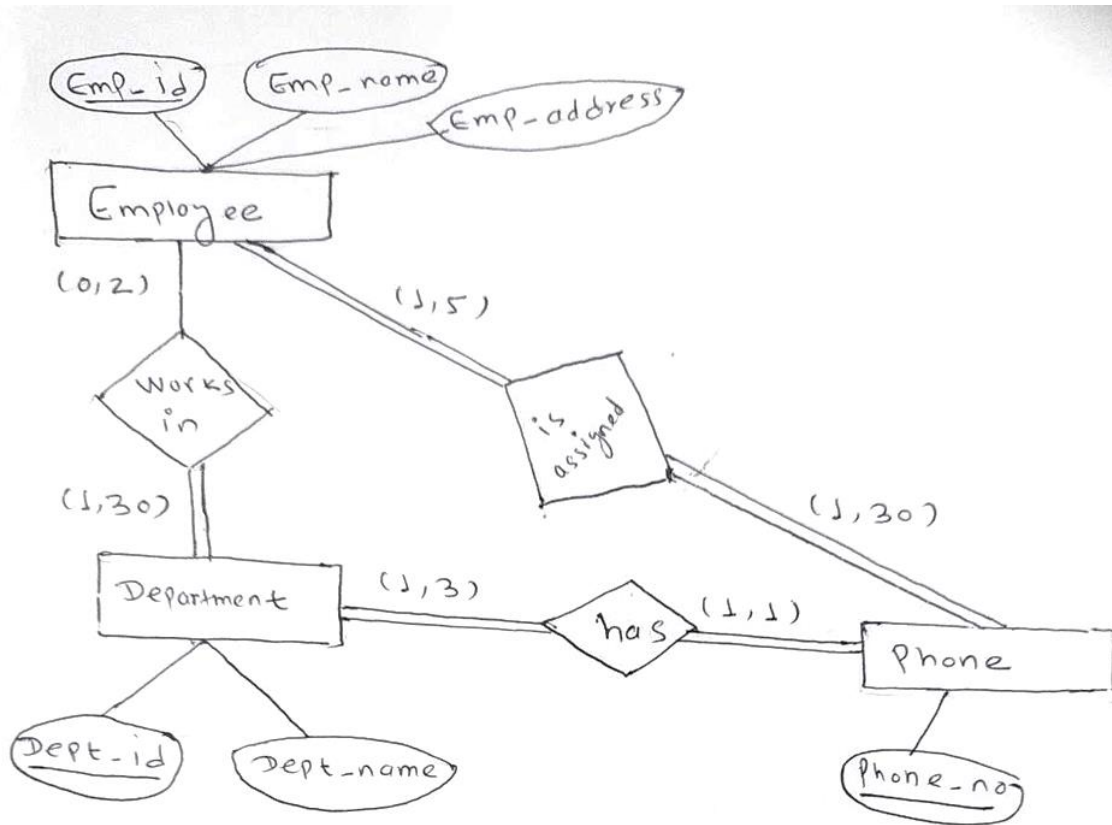 Emp_id
Emp_name
Emp_address
Employee
(0,2)
(1,5)
Works
in
is
assigned
(1,30)
(1,30)
Department
(1,3)
has
(1,1)
Phone
Dept_id
Dept_name
Phone_no